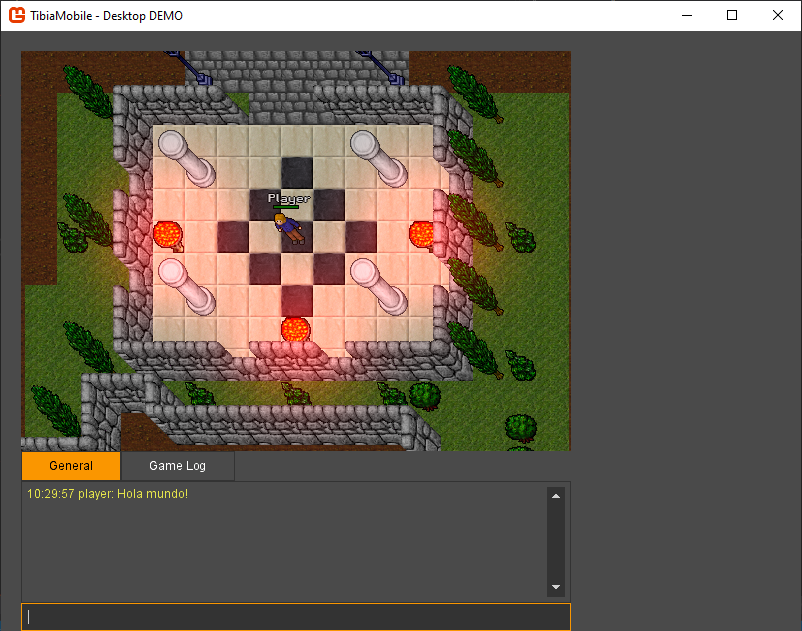 TibiaMobile - Desktop DEMO
Player
General
Game Log
10:29:57 player: Hola mundo!